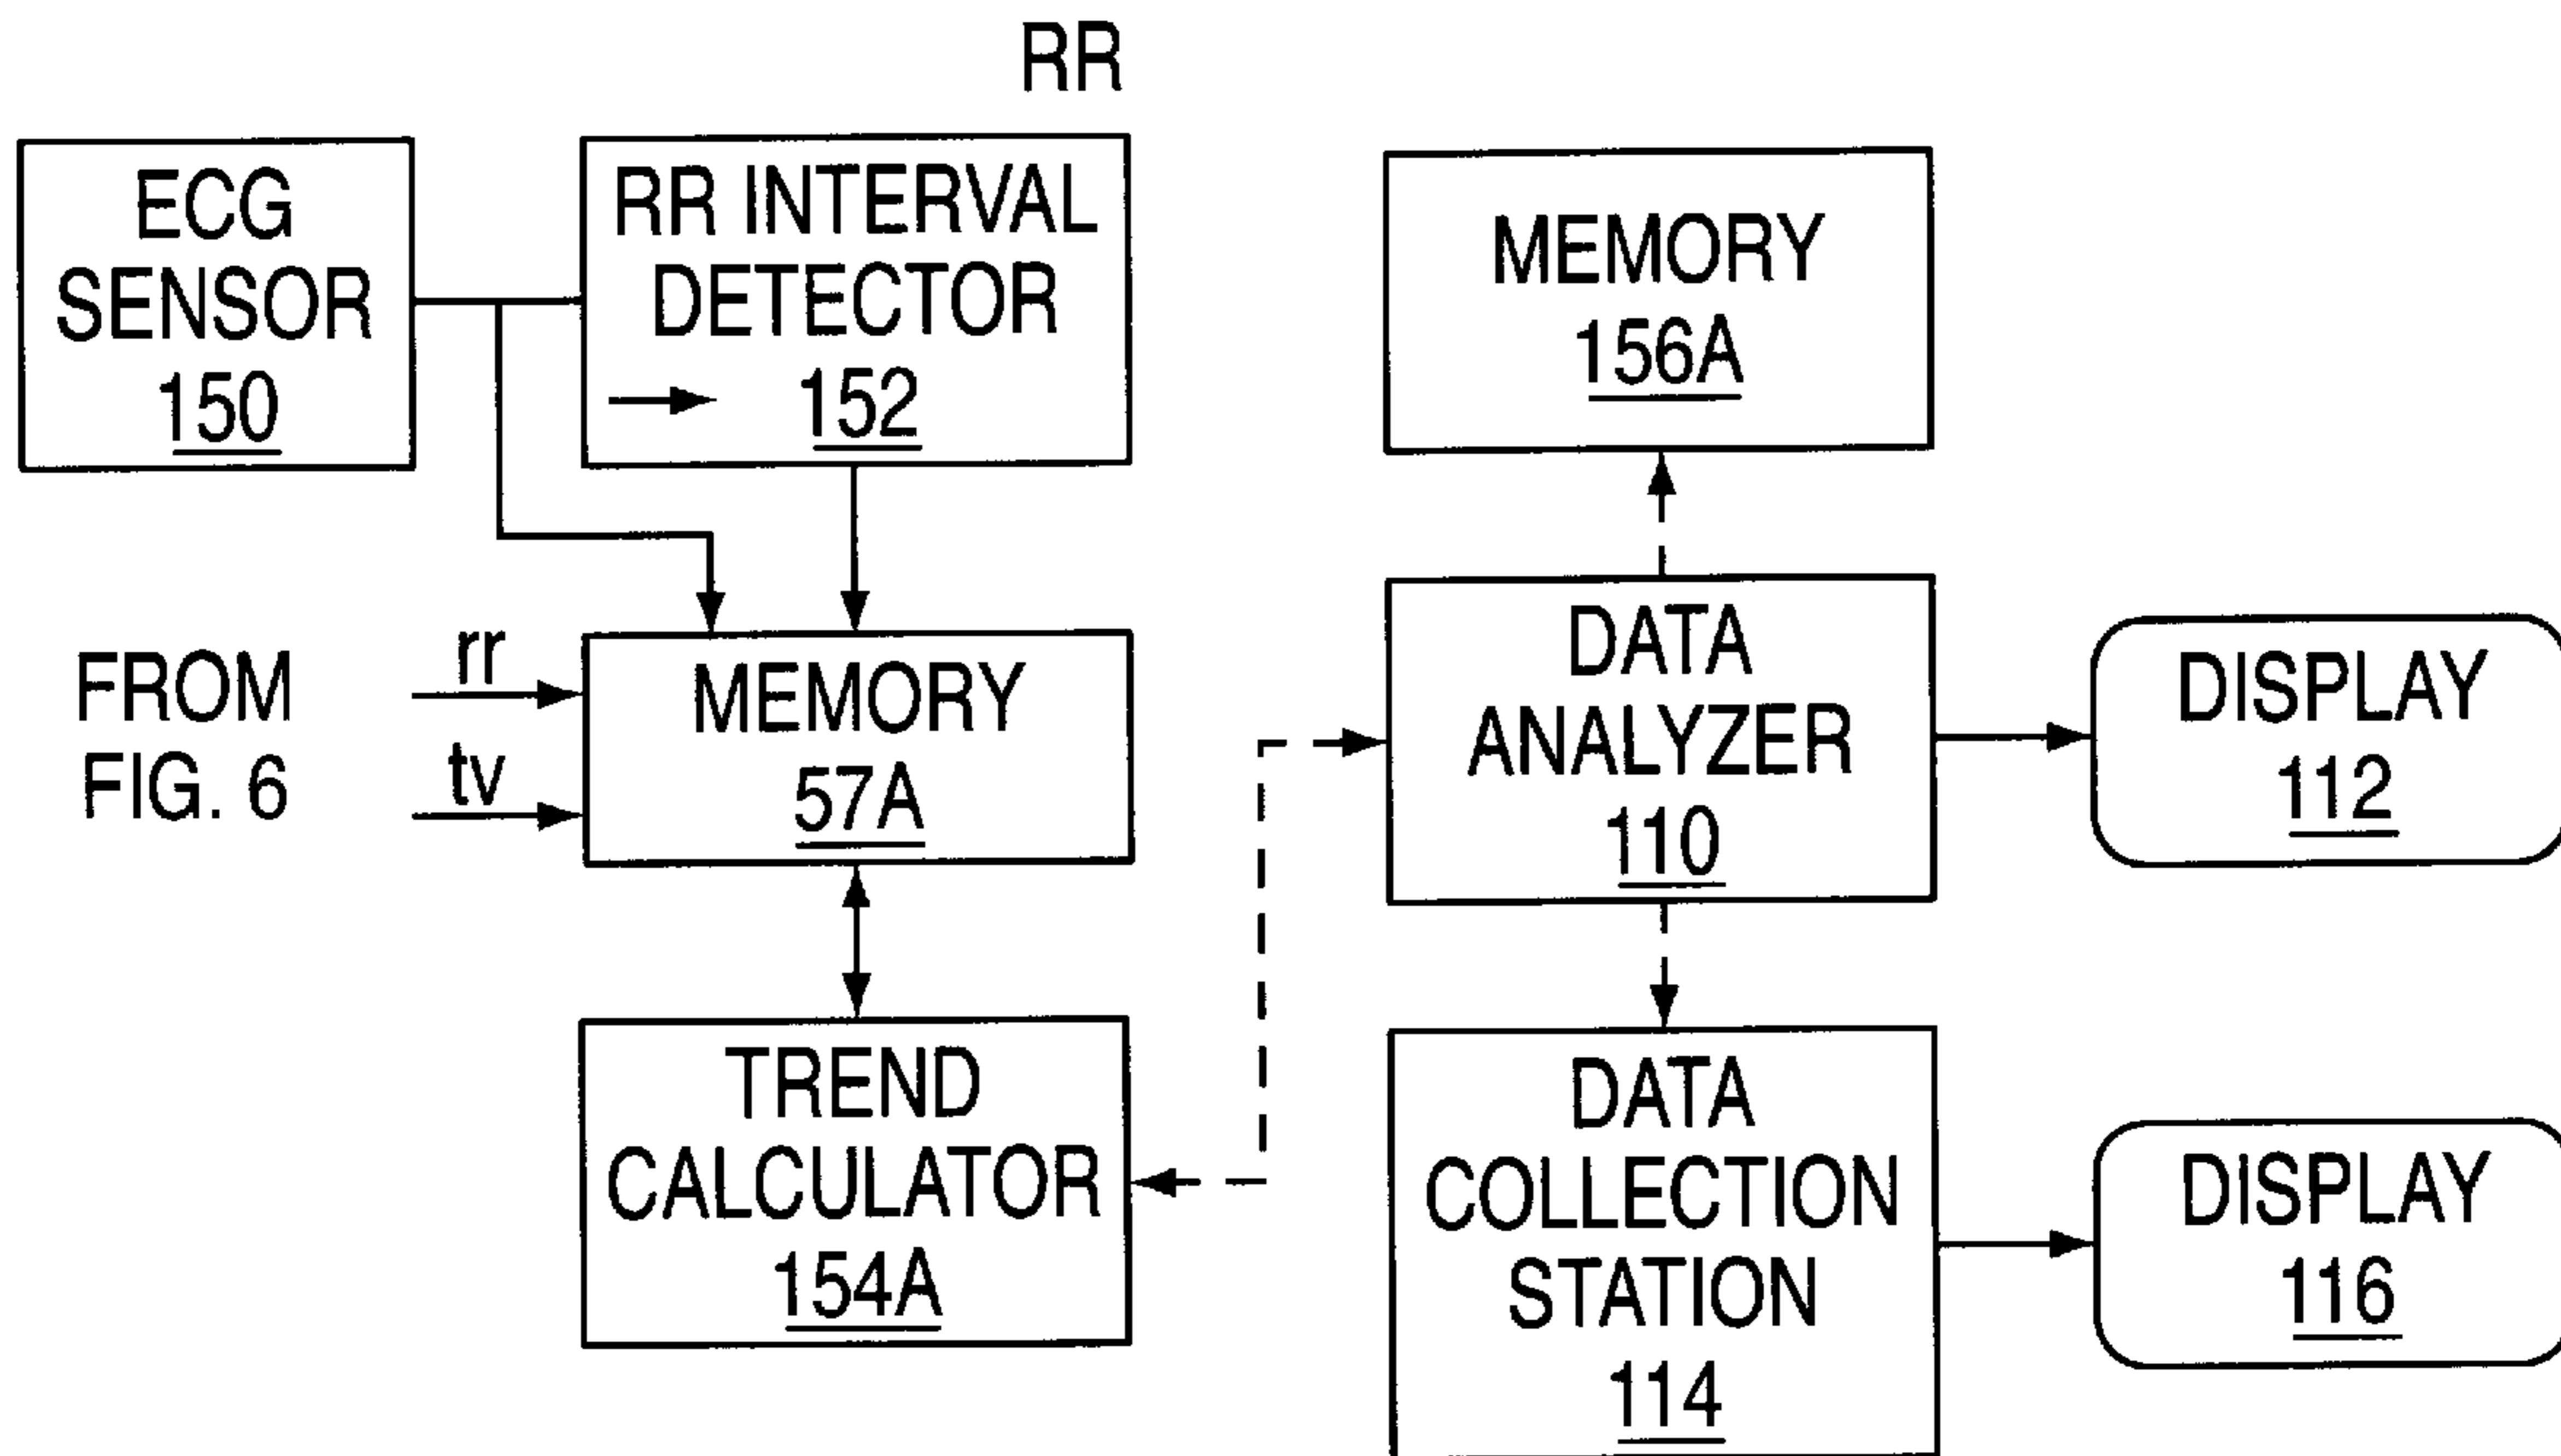 RR
ECG
SENSOR
150
RR INTERVAL
DETECTOR
152
MEMORY
156A
FROM
FIG. 6
rr
tv
MEMORY
57A
DATA
ANALYZER
110
DISPLAY
112
TREND
CALCULATOR
154A
DATA
COLLECTION
STATION
114
DISPLAY
116